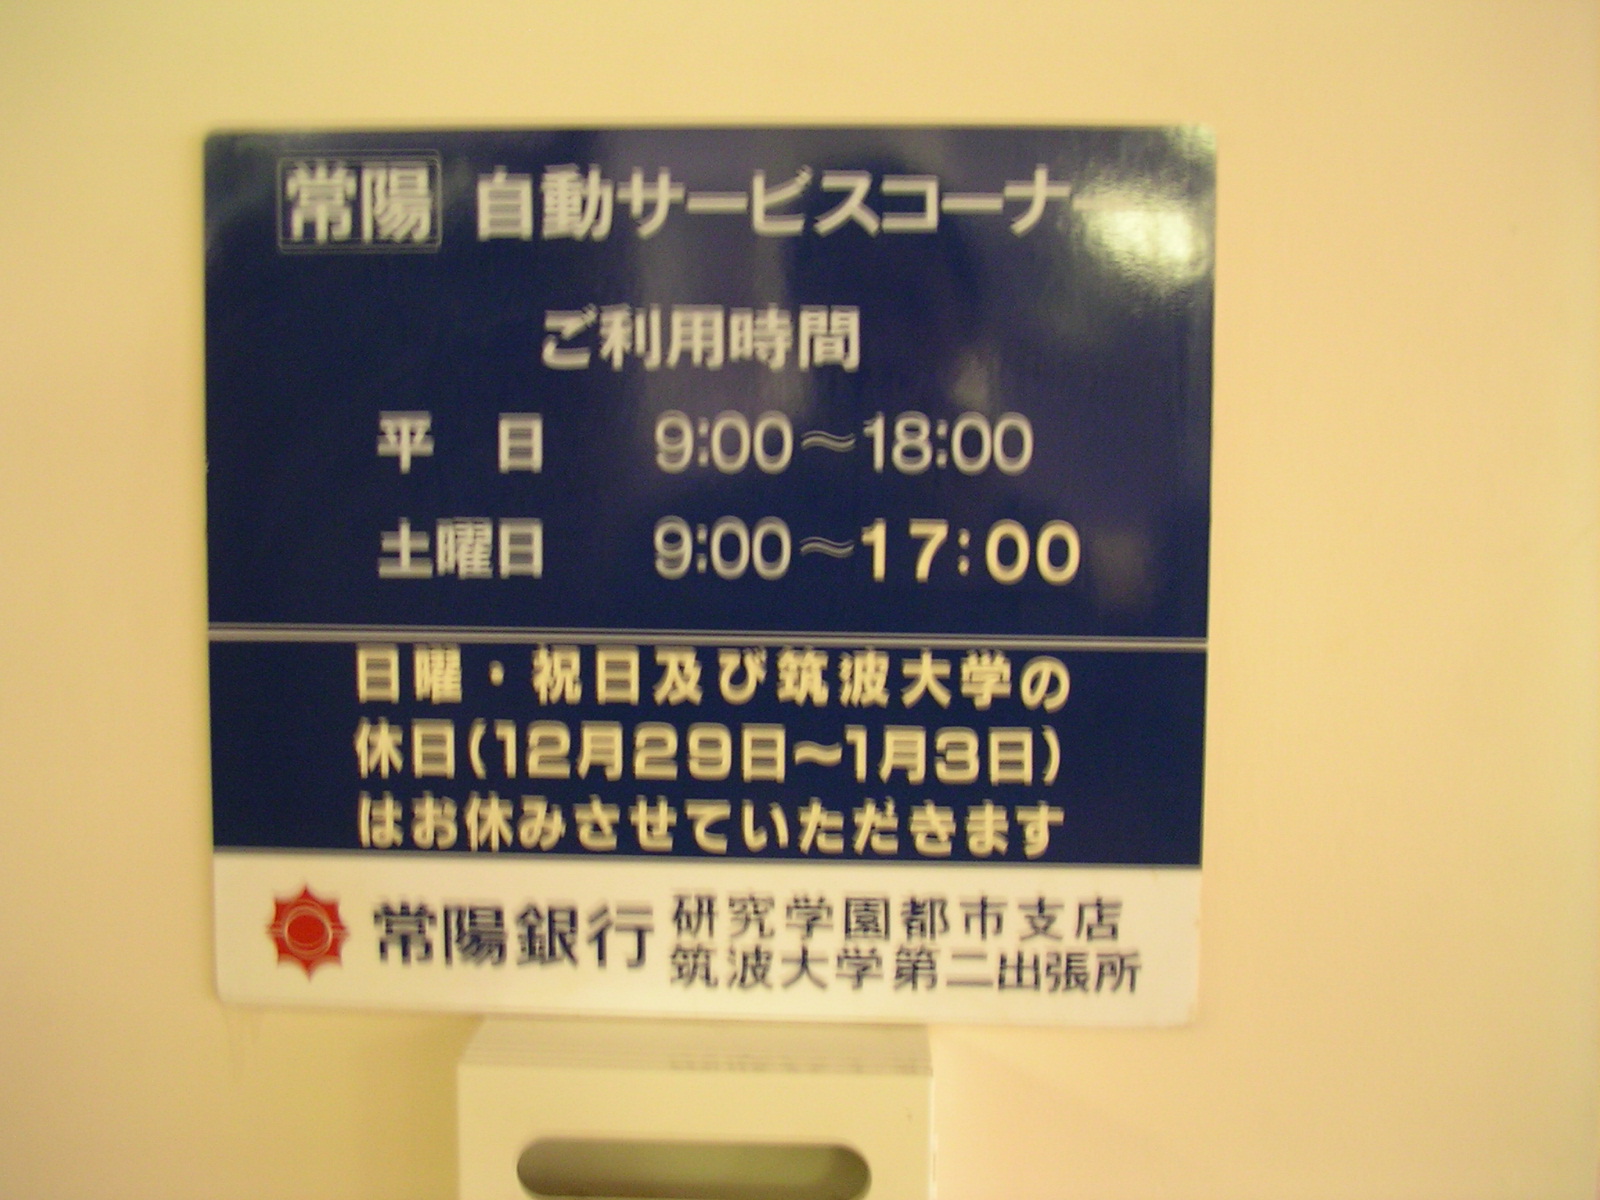 常陽 自動サービスコーナー
ご利用時間
平 日 9:00～18:00
土曜日 9:00～17:00
日曜・祝日及び筑波大学の
休日(12月29日～1月3日)
はお休みさせていただきます
常陽銀行 研究学園都市支店
筑波大学第二出張所